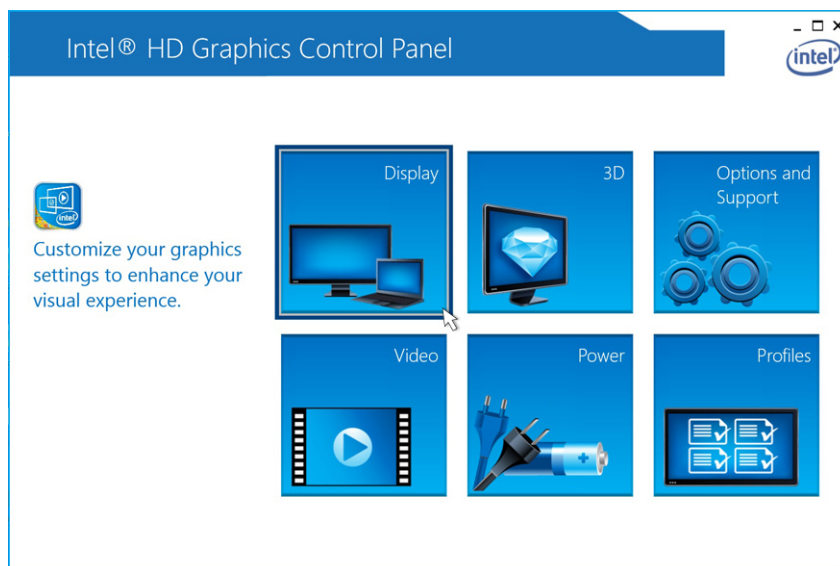 Intel® HD Graphics Control Panel
intel
intel
Customize your graphics
settings to enhance your
visual experience.
Display
3D
Options and
Support
Video
Power
Profiles